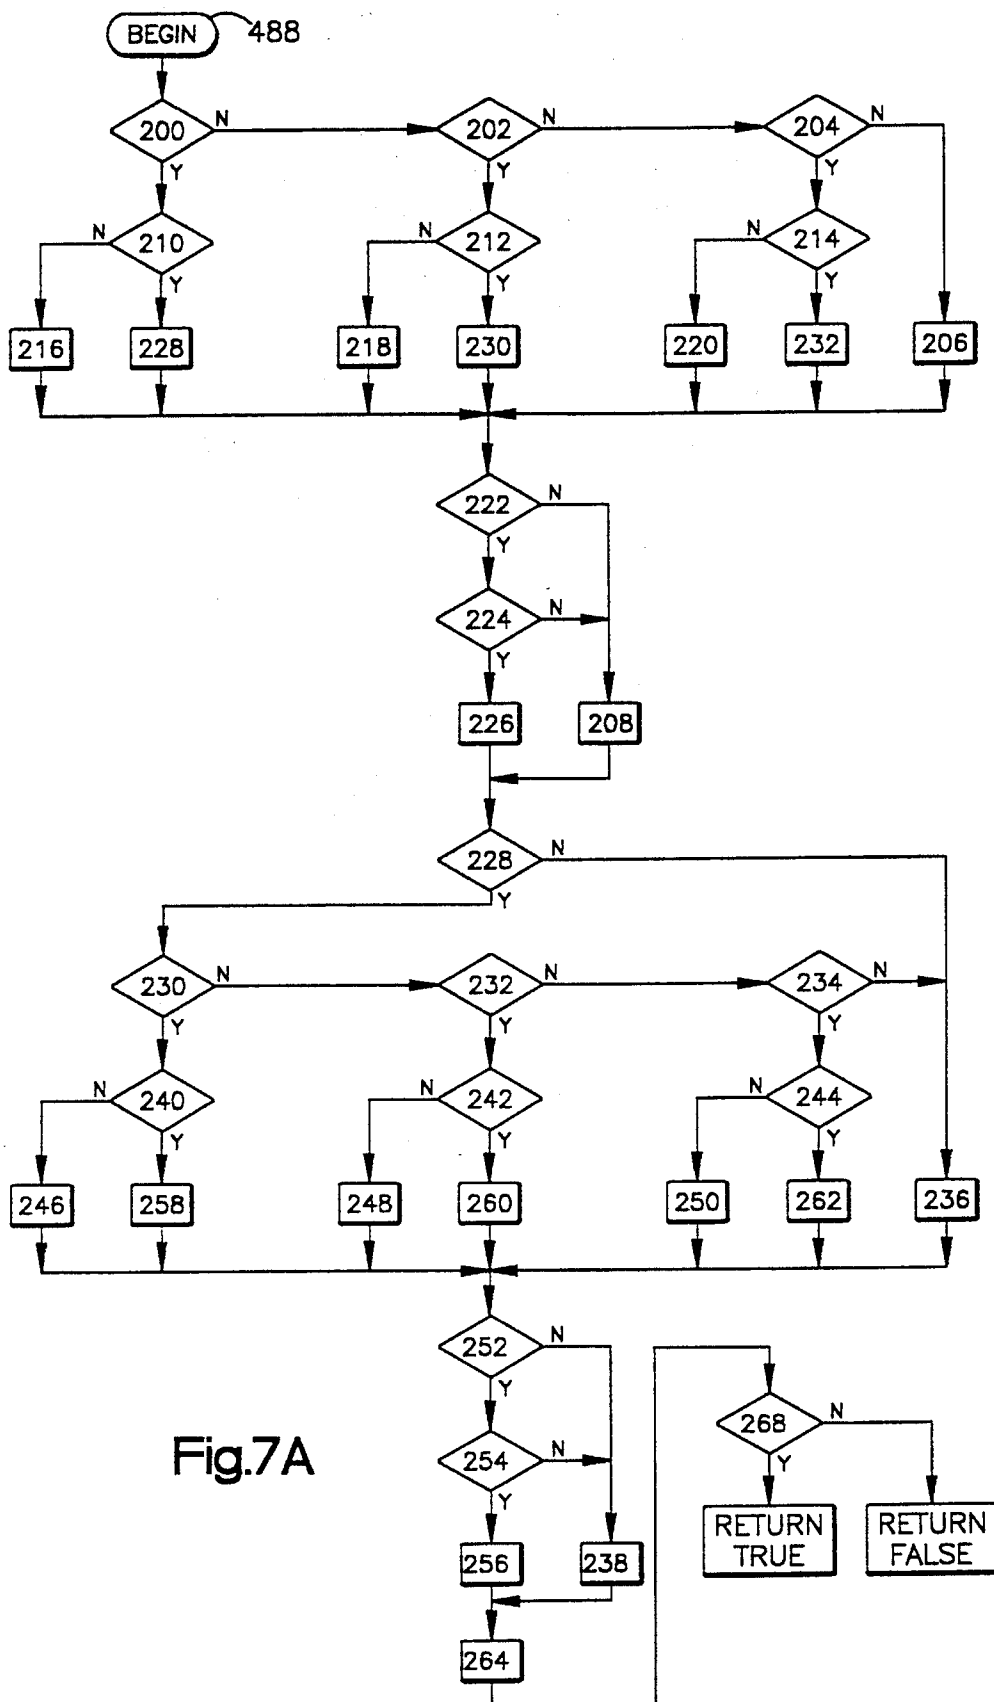 BEGIN 488
200 N 202 N 204 N
Y Y Y
N 210 N 212 N 214
Y Y Y
216 228 218 230 220 232 206
222 N
Y
224 N
Y
226 208
228 N
Y
230 N 232 N 234 N
Y Y Y
N 240 N 242 N 244
Y Y Y
246 258 248 260 250 262 236
252 N
Y
254 N
Y
256 238
264
268 N
Y
RETURN
TRUE
RETURN
FALSE
Fig.7A